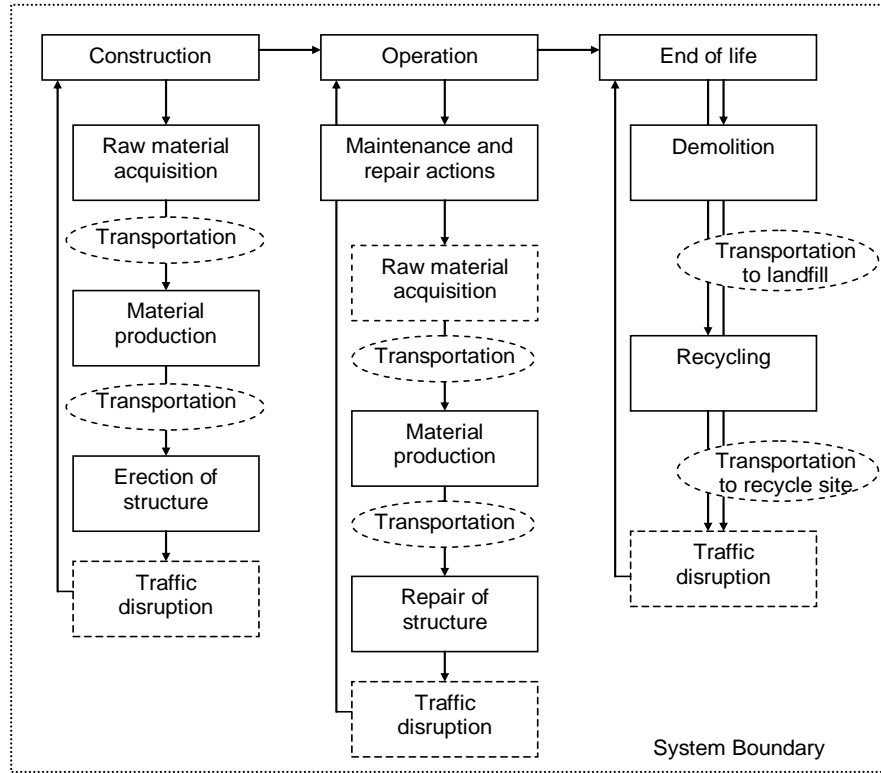 Construction
Operation
End of life
Raw material
acquisition
Transportation
Material
production
Transportation
Erection of
structure
Traffic
disruption
Maintenance and
repair actions
Raw material
acquisition
Transportation
Material
production
Transportation
Repair of
structure
Traffic
disruption
Demolition
Transportation
to landfill
Recycling
Transportation
to recycle site
Traffic
disruption
System Boundary